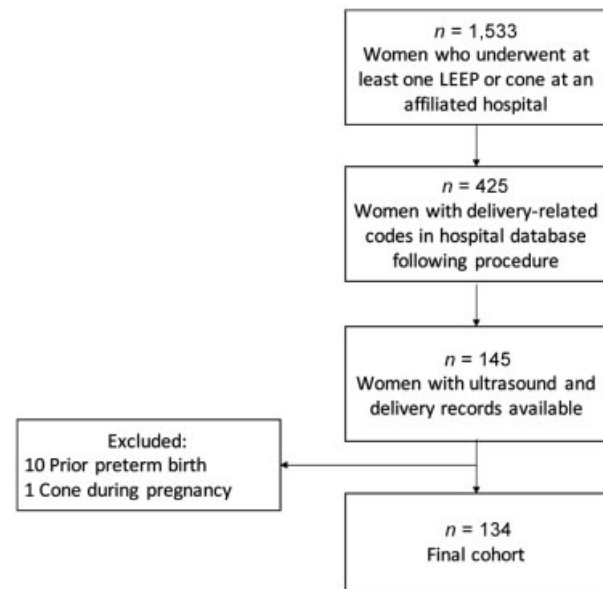 n = 1,533
Women who underwent at
least one LEEP or cone at an
affiliated hospital
n = 425
Women with delivery-related
codes in hospital database
following procedure
n = 145
Women with ultrasound and
delivery records available
Excluded:
10 Prior preterm birth
1 Cone during pregnancy
n = 134
Final cohort